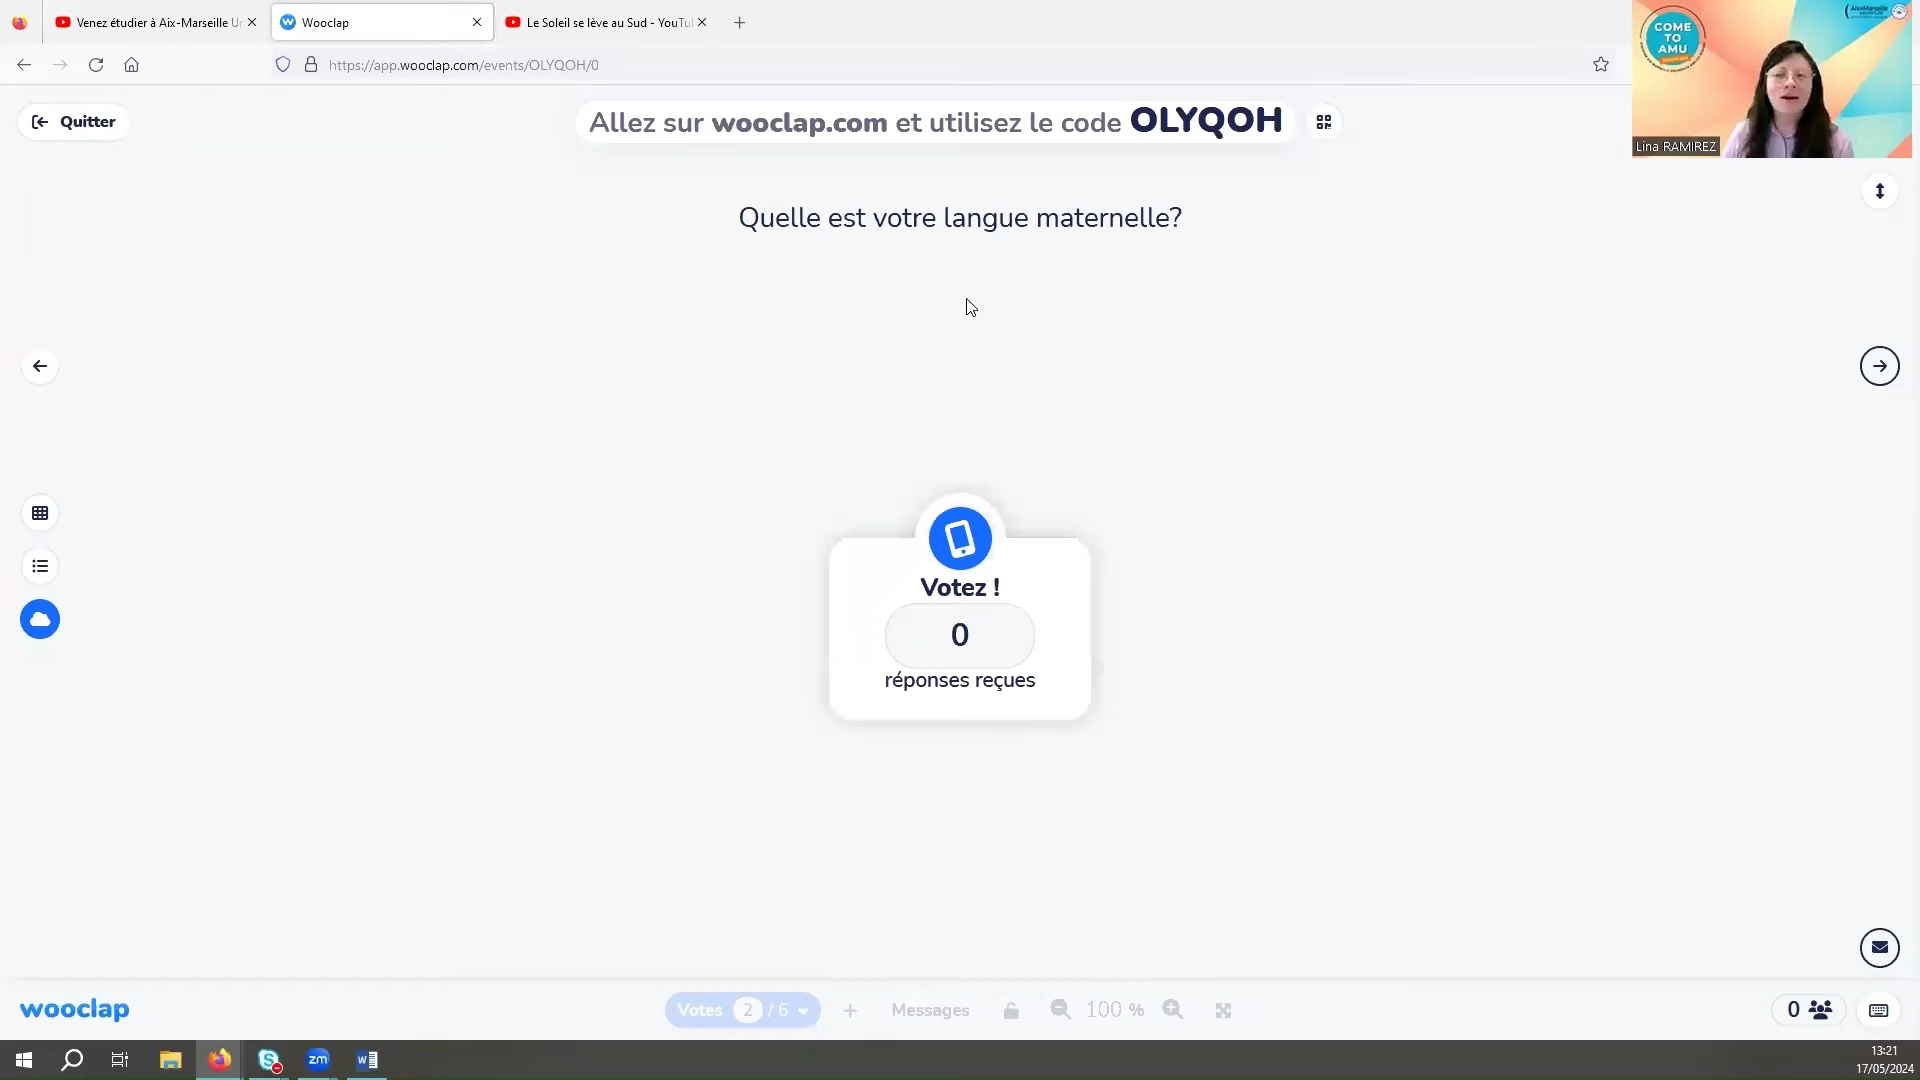 Venez étudier à Aix-Marseille Ur
Wooclap
Le Soleil se lève au Sud - YouTu
https://app.wooclap.com/events/OLYQOH/0
Quitter
Allez sur wooclap.com et utilisez le code OLYQOH
COME
TO
AMU
Lina RAMIREZ
Quelle est votre langue maternelle?
Votez !
0
réponses reçues
wooclap
Votes 2 / 6
Messages
100 %
0
zm
13:21
17/05/2024